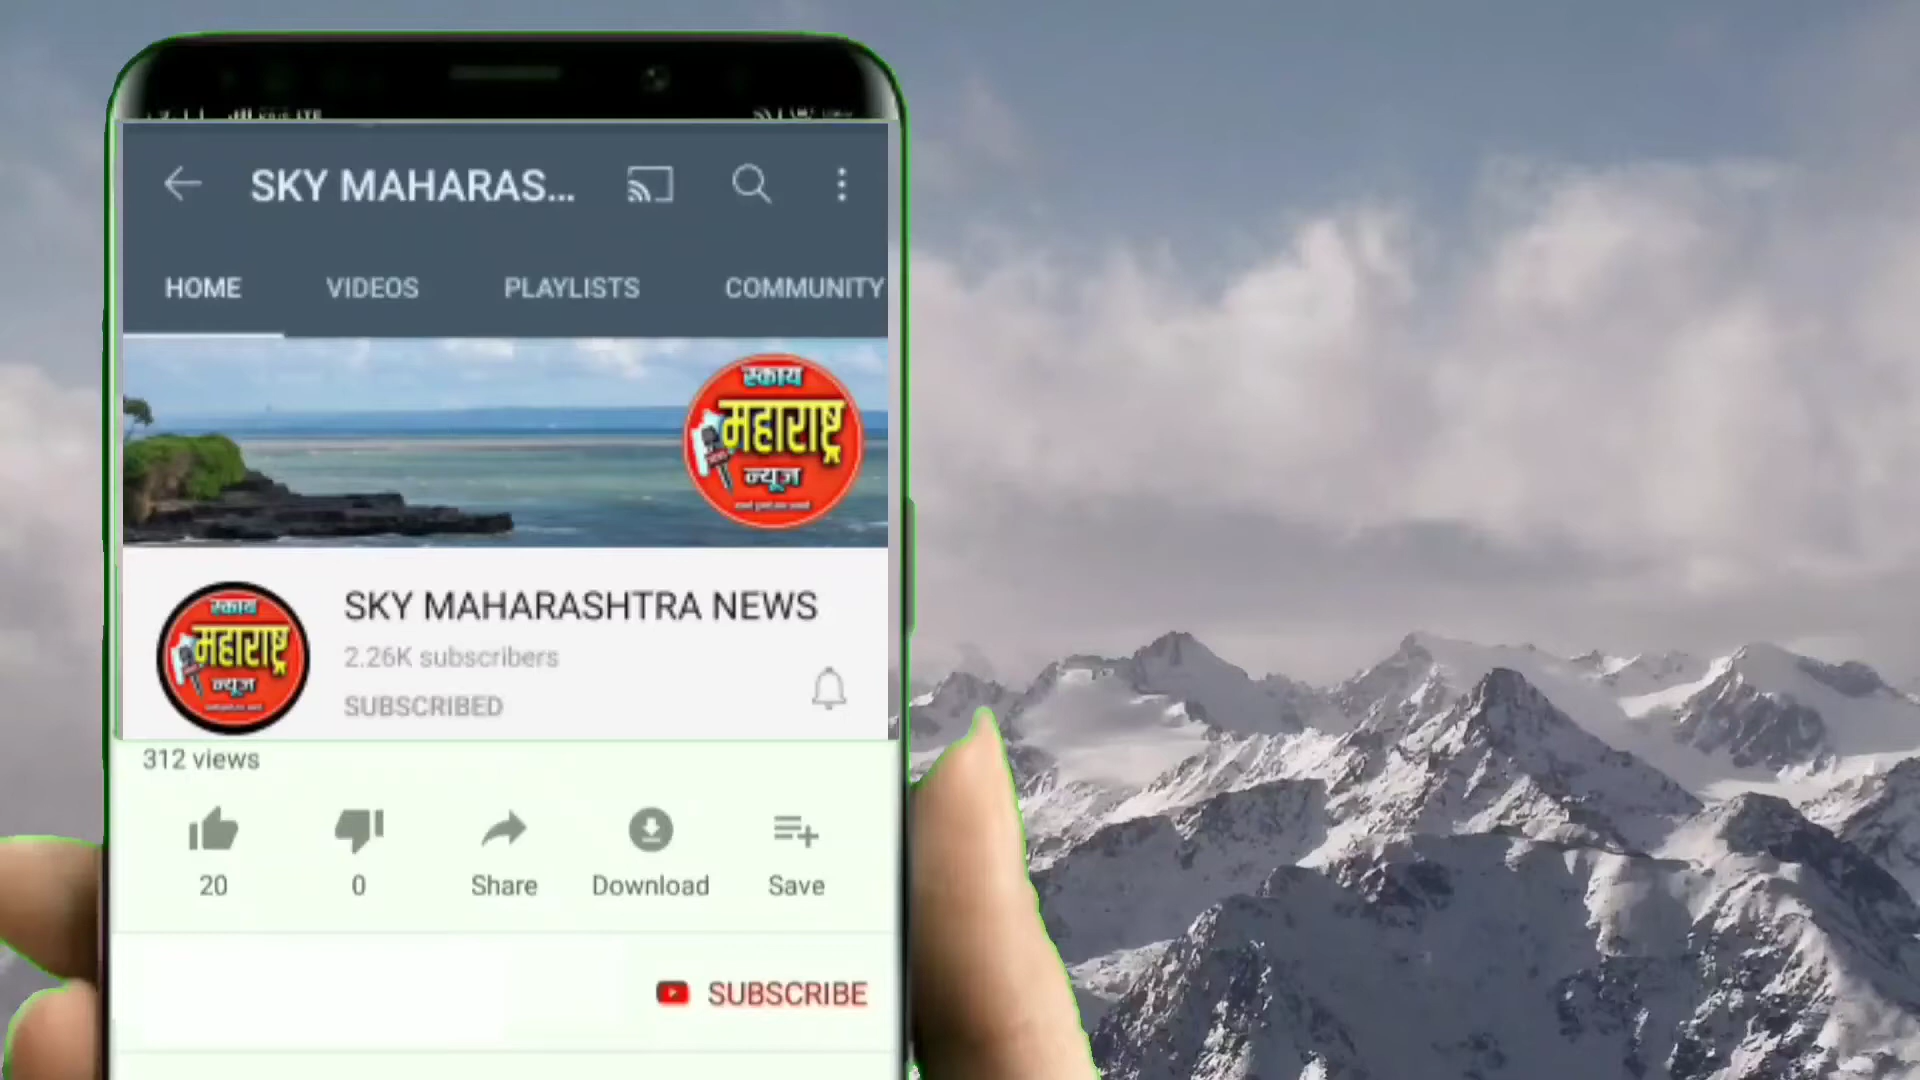 SKY MAHARAS...
HOME VIDEOS PLAYLISTS COMMUNITY
स्काय
महाराष्ट्र
न्यूज
स्काय
महाराष्ट्र
न्यूज
SKY MAHARASHTRA NEWS
2.26K subscribers
SUBSCRIBED
312 views
20 0 Share Download Save
SUBSCRIBE